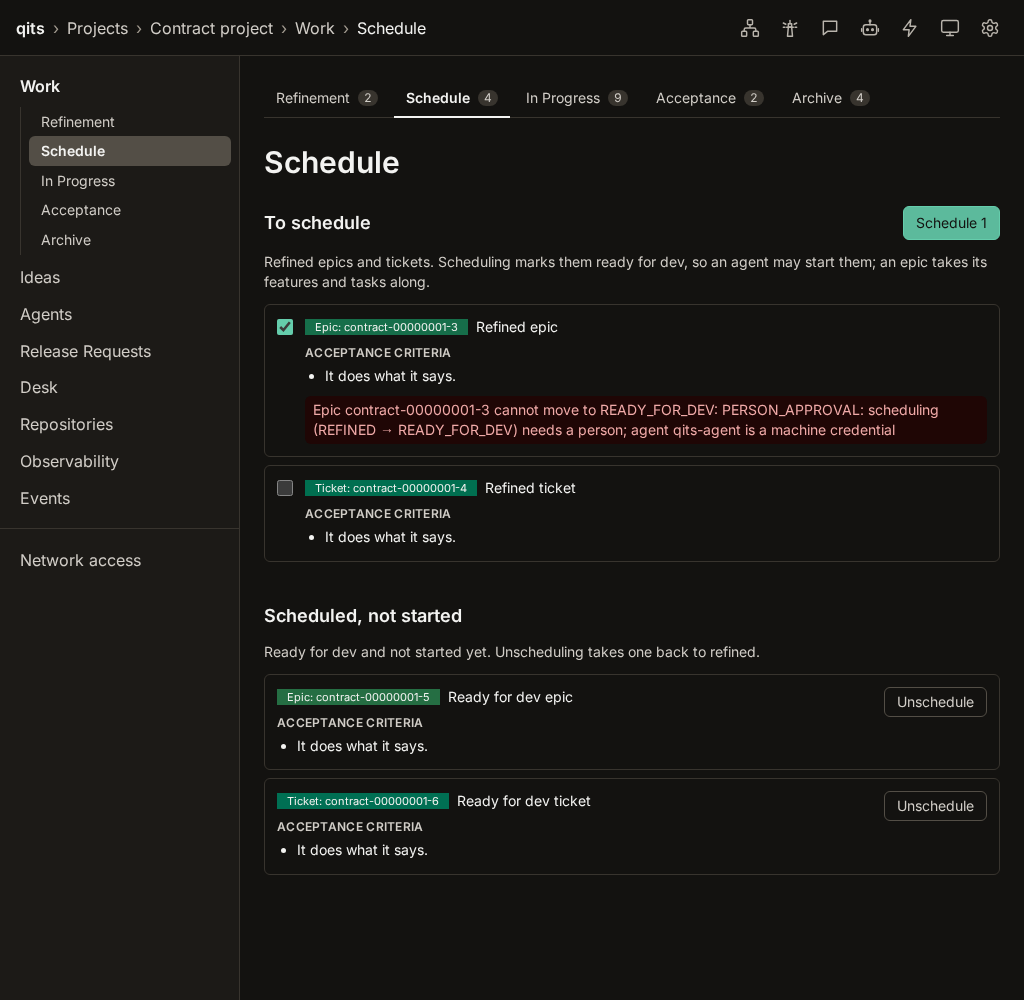 qits › Projects › Contract project › Work › Schedule
Work
Refinement
Schedule
In Progress
Acceptance
Archive
Ideas
Agents
Release Requests
Desk
Repositories
Observability
Events
Network access
Refinement 2 Schedule 4 In Progress 9 Acceptance 2 Archive 4
Schedule
To schedule
Schedule 1
Refined epics and tickets. Scheduling marks them ready for dev, so an agent may start them; an epic takes its
features and tasks along.
Epic: contract-00000001-3 Refined epic
ACCEPTANCE CRITERIA
• It does what it says.
Epic contract-00000001-3 cannot move to READY_FOR_DEV: PERSON_APPROVAL: scheduling
(REFINED → READY_FOR_DEV) needs a person; agent qits-agent is a machine credential
Ticket: contract-00000001-4 Refined ticket
ACCEPTANCE CRITERIA
• It does what it says.
Scheduled, not started
Ready for dev and not started yet. Unscheduling takes one back to refined.
Epic: contract-00000001-5 Ready for dev epic
Unschedule
ACCEPTANCE CRITERIA
• It does what it says.
Ticket: contract-00000001-6 Ready for dev ticket
Unschedule
ACCEPTANCE CRITERIA
• It does what it says.